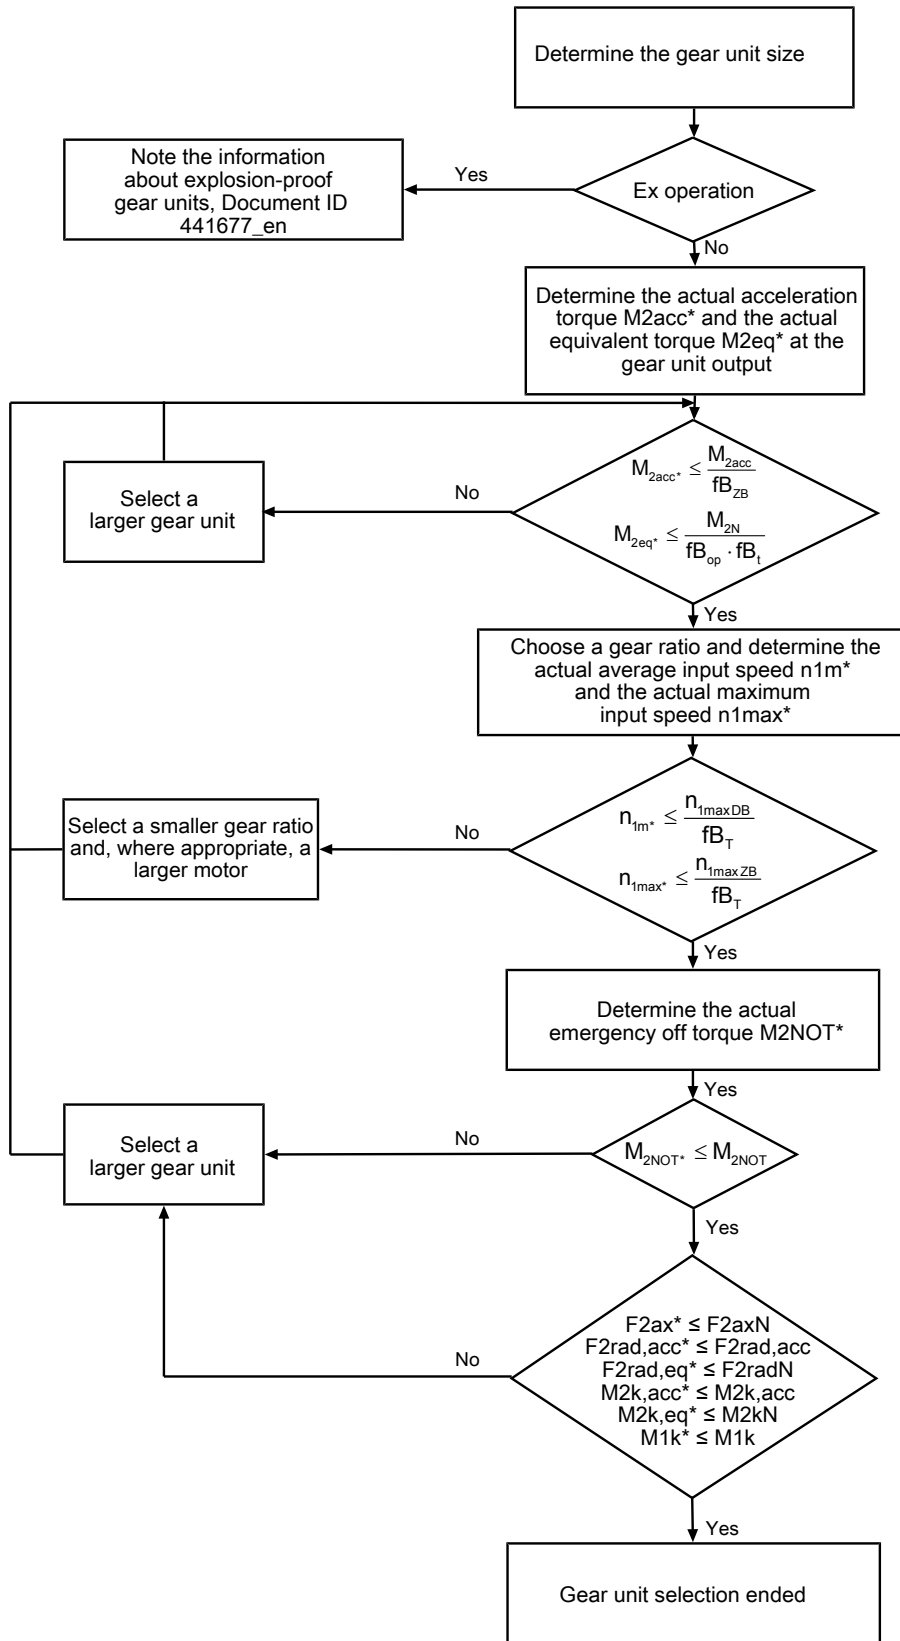 Determine the gear unit size
Note the information
about explosion-proof
gear units, Document ID
441677_en
Yes
Ex operation
No
Determine the actual acceleration
torque M2acc* and the actual
equivalent torque M2eq* at the
gear unit output
Select a
larger gear unit
No
M2acc* ≤ M2acc / fBZB
M2eq* ≤ M2N / fBop · fBt
Yes
Choose a gear ratio and determine the
actual average input speed n1m*
and the actual maximum
input speed n1max*
Select a smaller gear ratio
and, where appropriate, a
larger motor
No
n1m* ≤ n1maxDB / fBT
n1max* ≤ n1maxZB / fBT
Yes
Determine the actual
emergency off torque M2NOT*
Yes
Select a
larger gear unit
No
M2NOT* ≤ M2NOT
Yes
No
F2ax* ≤ F2axN
F2rad,acc* ≤ F2rad,acc
F2rad,eq* ≤ F2radN
M2k,acc* ≤ M2k,acc
M2k,eq* ≤ M2kN
M1k* ≤ M1k
Yes
Gear unit selection ended